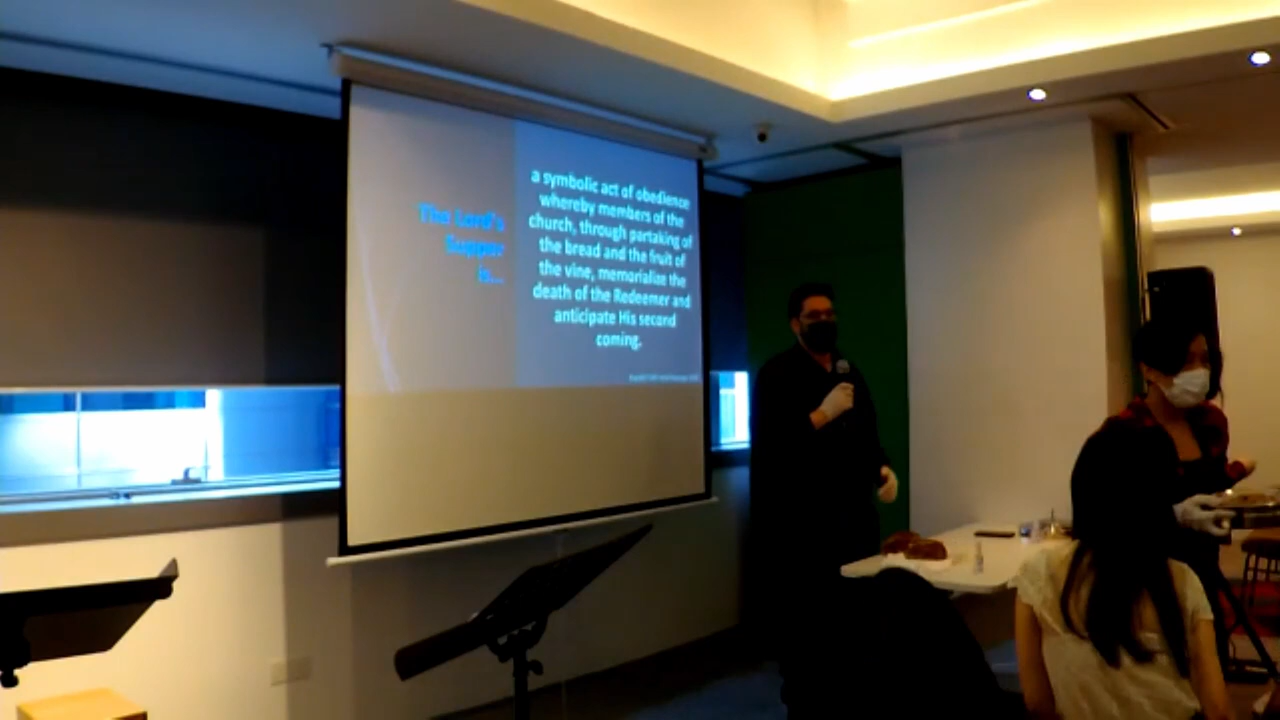 The Lord's
Supper
is...
a symbolic act of obedience
whereby members of the
church, through partaking of
the bread and the fruit of
the vine, memorialize the
death of the Redeemer and
anticipate His second
coming.